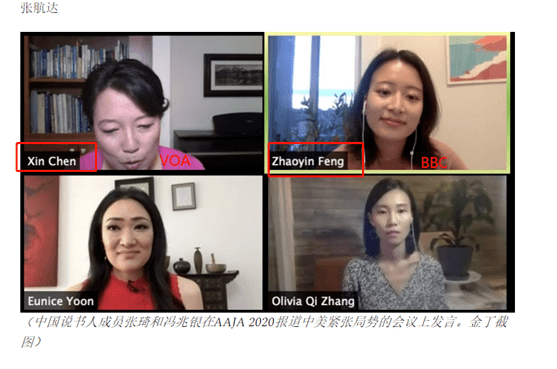 张航达
Xin Chen
VOA
Zhaoyin Feng
BBC
Eunice Yoon
Olivia Qi Zhang
（中国说书人成员张琦和冯兆银在AAJA 2020报道中美紧张局势的会议上发言。金丁截
图）